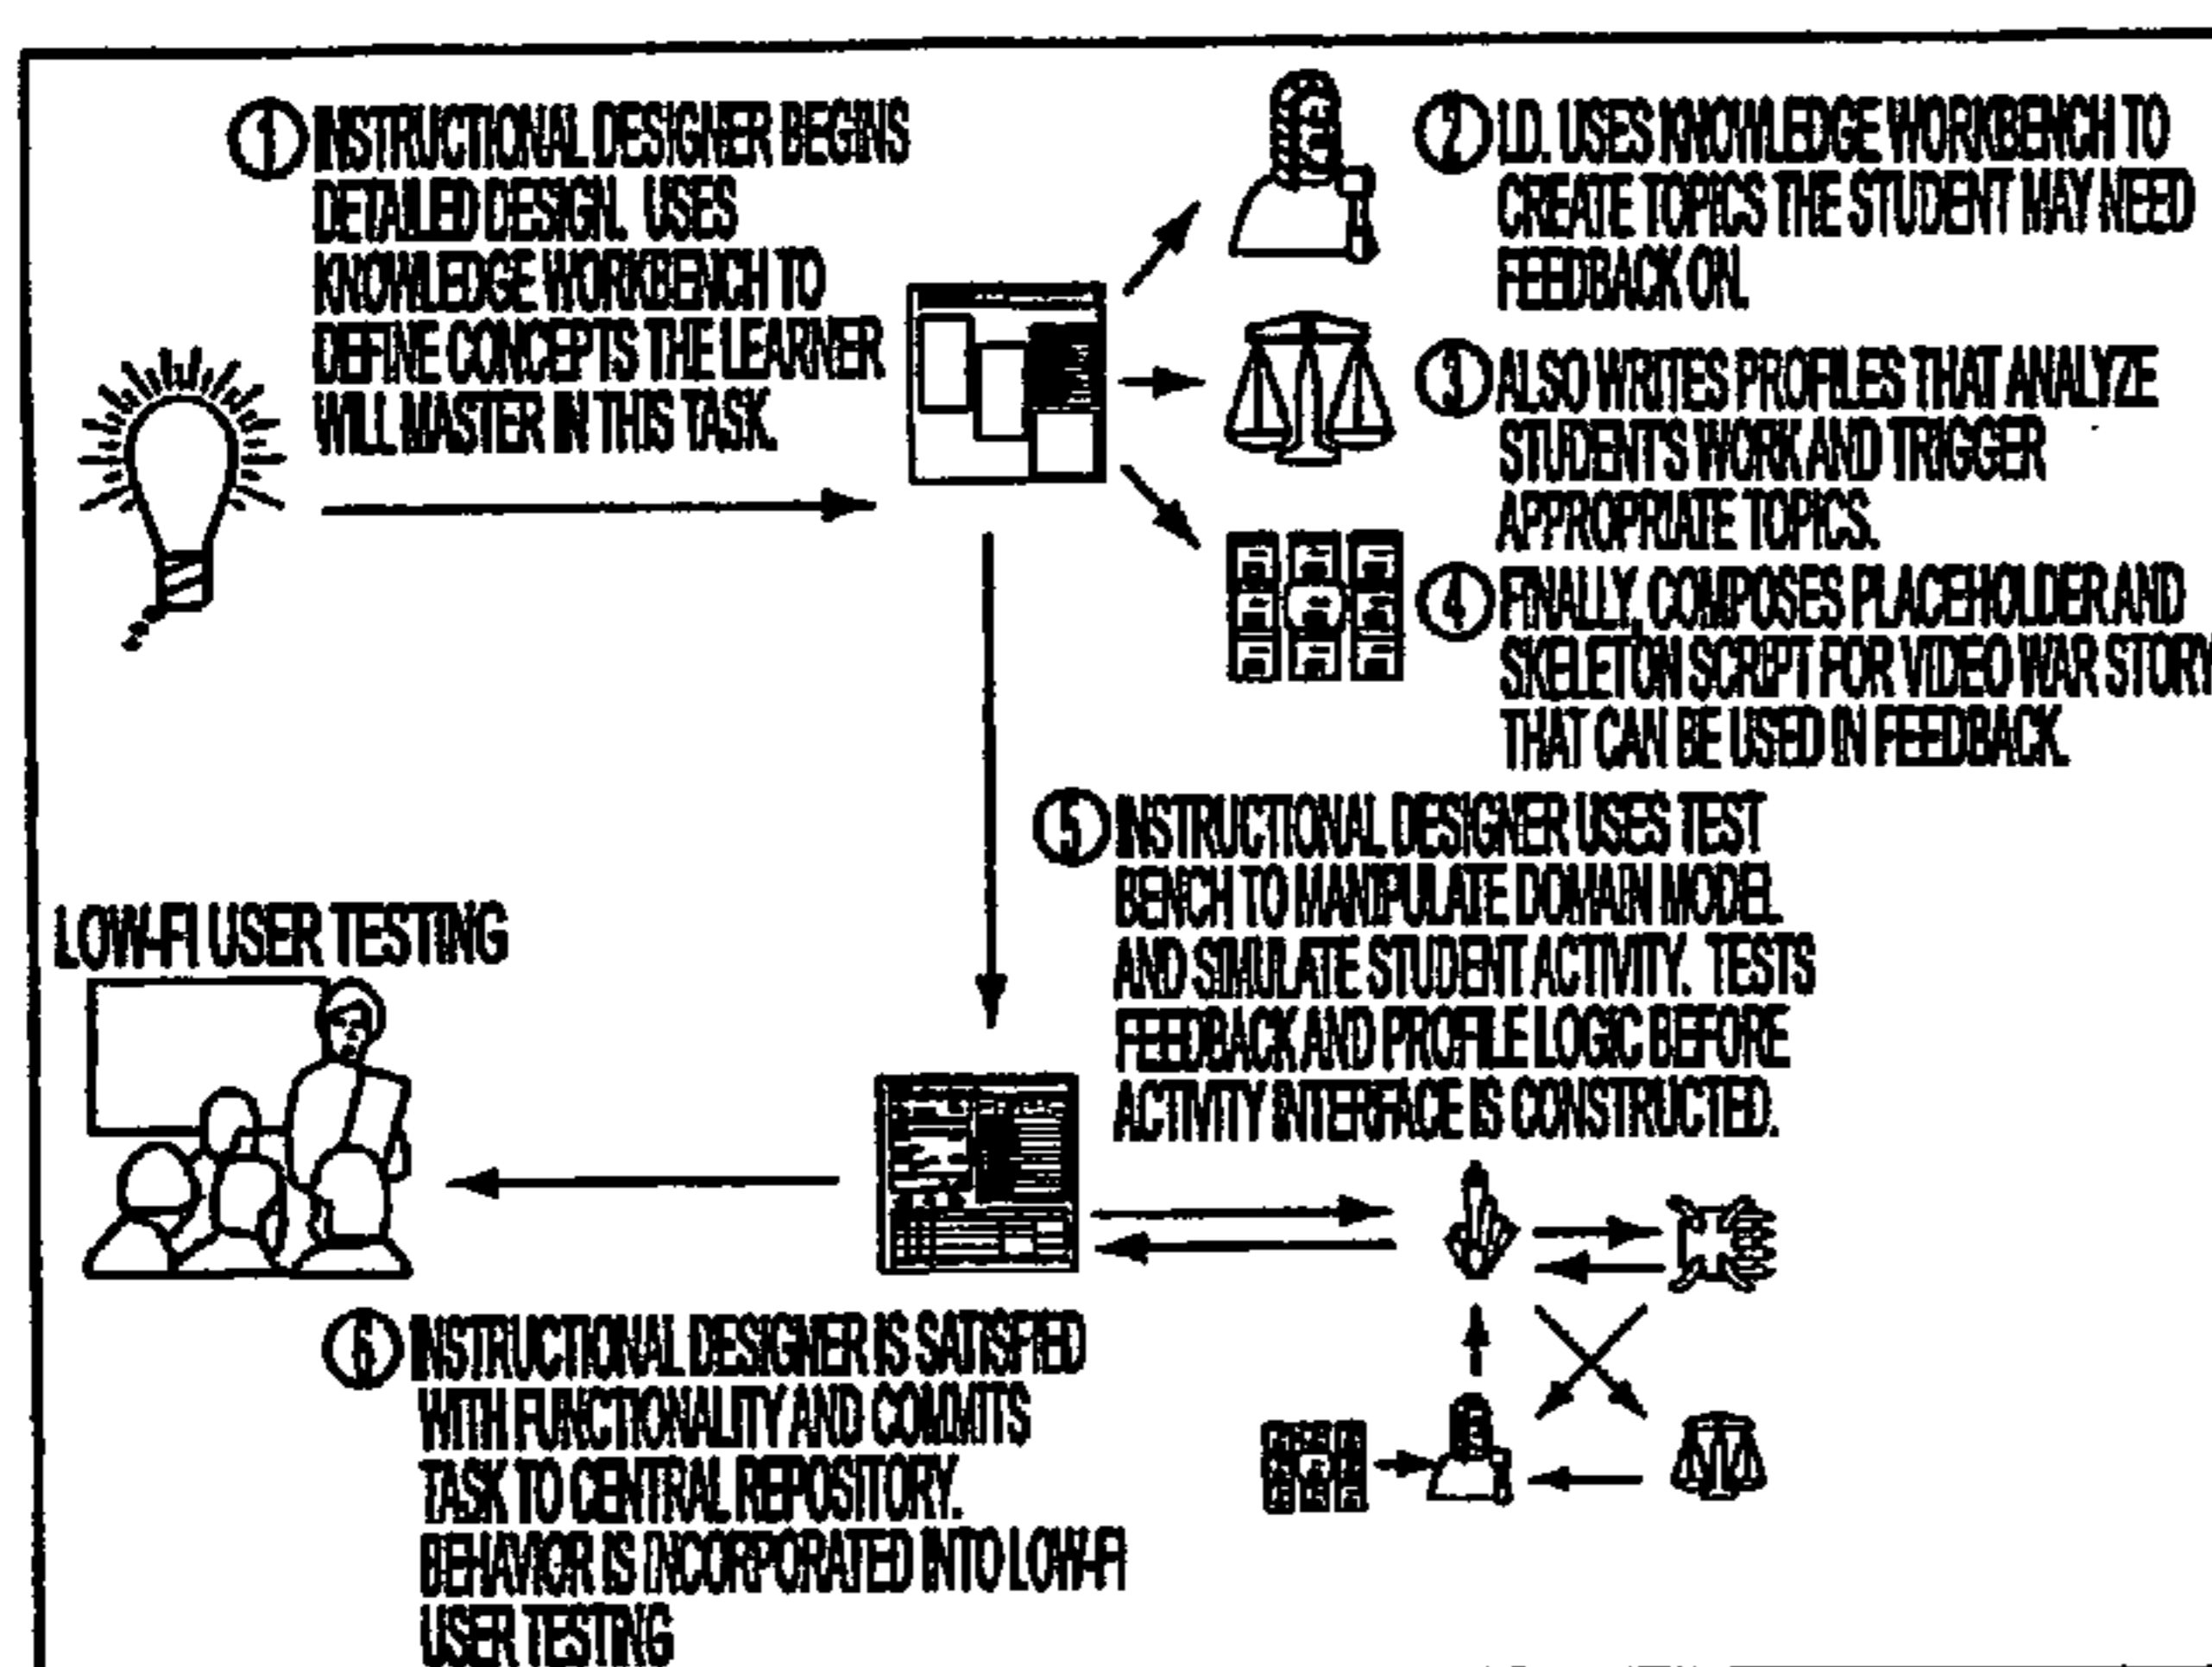 1 INSTRUCTIONAL DESIGNER BEGINS
DETAILED DESIGN. USES
KNOWLEDGE WORKBENCH TO
DEFINE CONCEPTS THE LEARNER
WILL MASTER IN THIS TASK.
2 I.D. USES KNOWLEDGE WORKBENCH TO
CREATE TOPICS THE STUDENT MAY NEED
FEEDBACK ON.
3 ALSO WRITES PROFILES THAT ANALYZE
STUDENT'S WORK AND TRIGGER
APPROPRIATE TOPICS.
4 FINALLY, COMPOSES PLACEHOLDER AND
SKELETON SCRIPT FOR VIDEO WAR STORY
THAT CAN BE USED IN FEEDBACK.
5 INSTRUCTIONAL DESIGNER USES TEST
BENCH TO MANIPULATE DOMAIN MODEL
AND SIMULATE STUDENT ACTIVITY. TESTS
FEEDBACK AND PROFILE LOGIC BEFORE
ACTIVITY INTERFACE IS CONSTRUCTED.
LOW-FI USER TESTING
6 INSTRUCTIONAL DESIGNER IS SATISFIED
WITH FUNCTIONALITY AND COMMITS
TASK TO CENTRAL REPOSITORY.
BEHAVIOR IS INCORPORATED INTO LOW-FI
USER TESTING